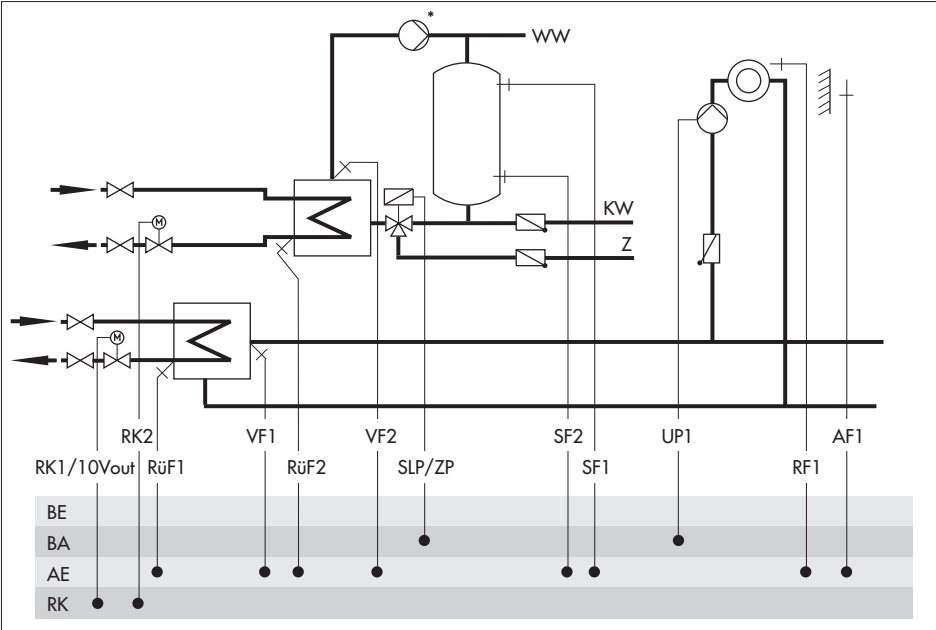 *
WW
KW
M
Z
M
RK2 VF1 VF2 SF2 UP1 AF1
RK1/10Vout RüF1 RüF2 SLP/ZP SF1 RF1
BE
BA
AE
RK